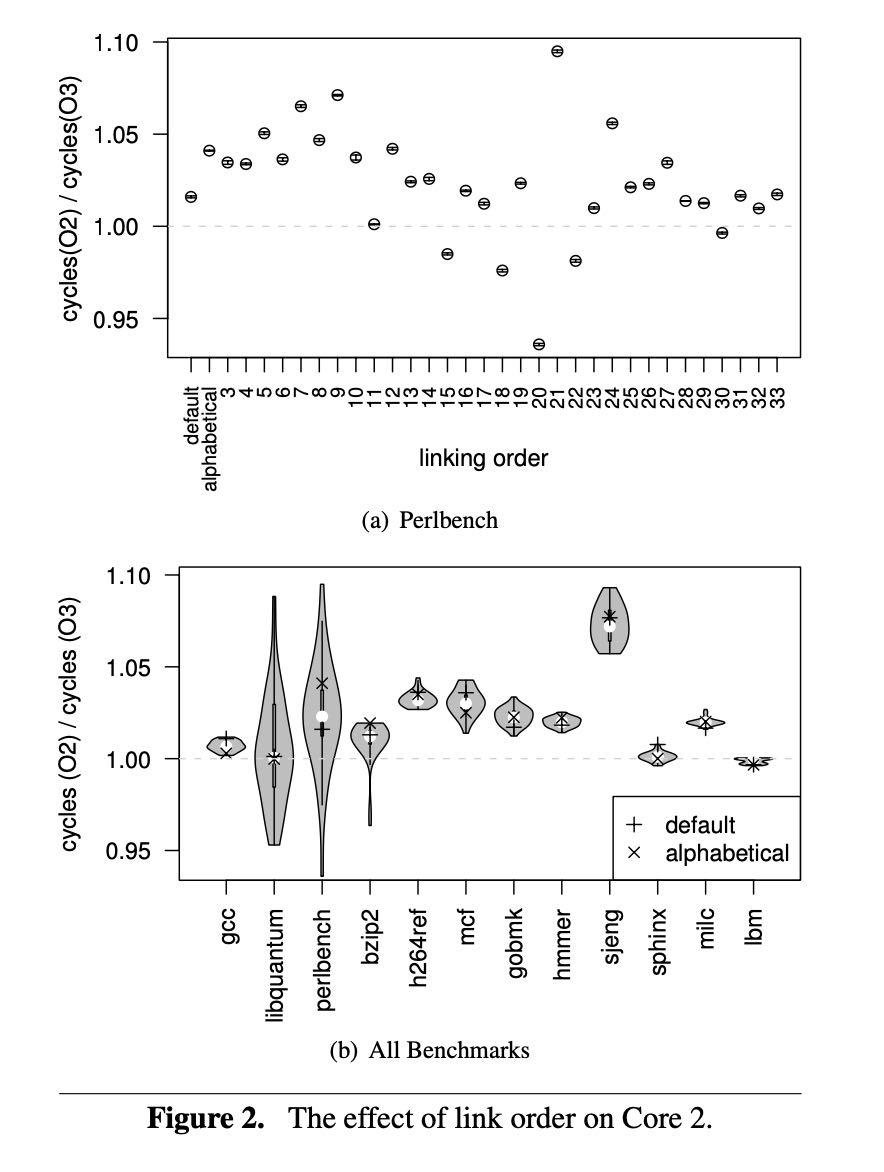 cycles(O2) / cycles(O3)
1.10
1.05
1.00
0.95
default
alphabetical
3
4
5
6
7
8
9
10
11
12
13
14
15
16
17
18
19
20
21
22
23
24
25
26
27
28
29
30
31
32
33
linking order
(a) Perlbench
cycles (O2) / cycles (O3)
1.10
1.05
1.00
0.95
default
alphabetical
gcc
libquantum
perlbench
bzip2
h264ref
mcf
gobmk
hmmer
sjeng
sphinx
milc
lbm
(b) All Benchmarks
Figure 2. The effect of link order on Core 2.